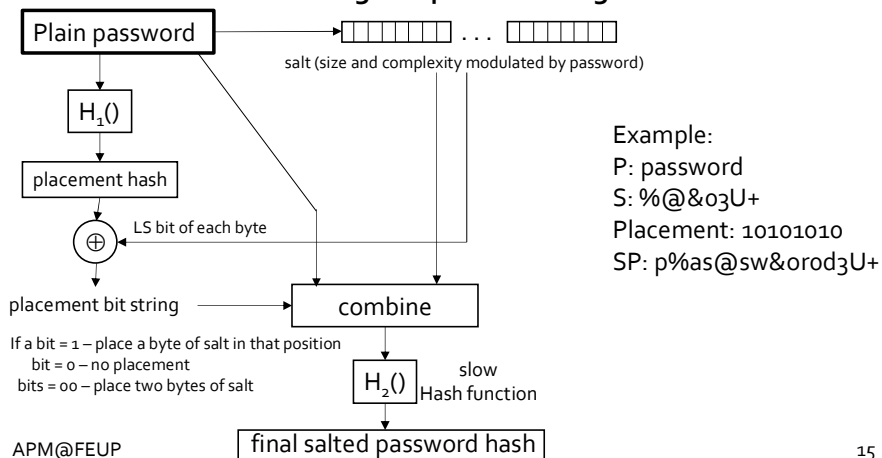 Plain password
. . .
salt (size and complexity modulated by password)
H1()
placement hash
LS bit of each byte
⊕
placement bit string
combine
If a bit = 1 – place a byte of salt in that position
bit = 0 – no placement
bits = 00 – place two bytes of salt
H2()
slow
Hash function
final salted password hash
Example:
P: password
S: %@&03U+
Placement: 10101010
SP: p%as@sw&0rod3U+
APM@FEUP
15